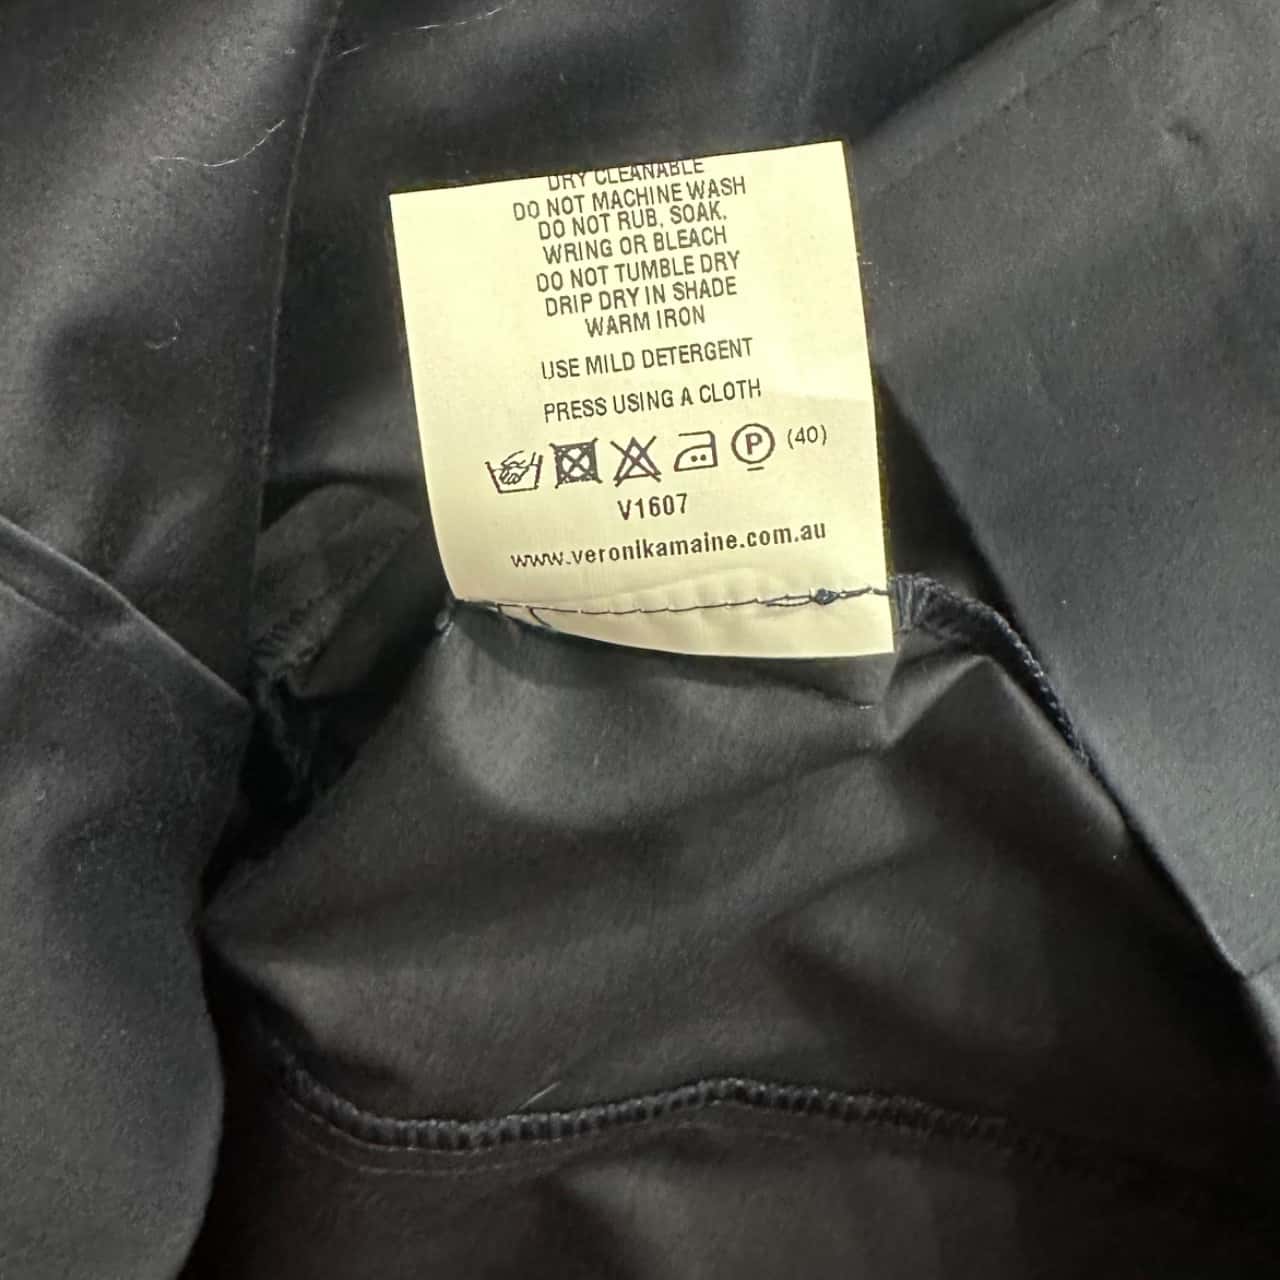 DRY CLEANABLE
DO NOT MACHINE WASH
DO NOT RUB, SOAK,
WRING OR BLEACH
DO NOT TUMBLE DRY
DRIP DRY IN SHADE
WARM IRON
USE MILD DETERGENT
PRESS USING A CLOTH
P (40)
V1607
www.veronikamaine.com.au